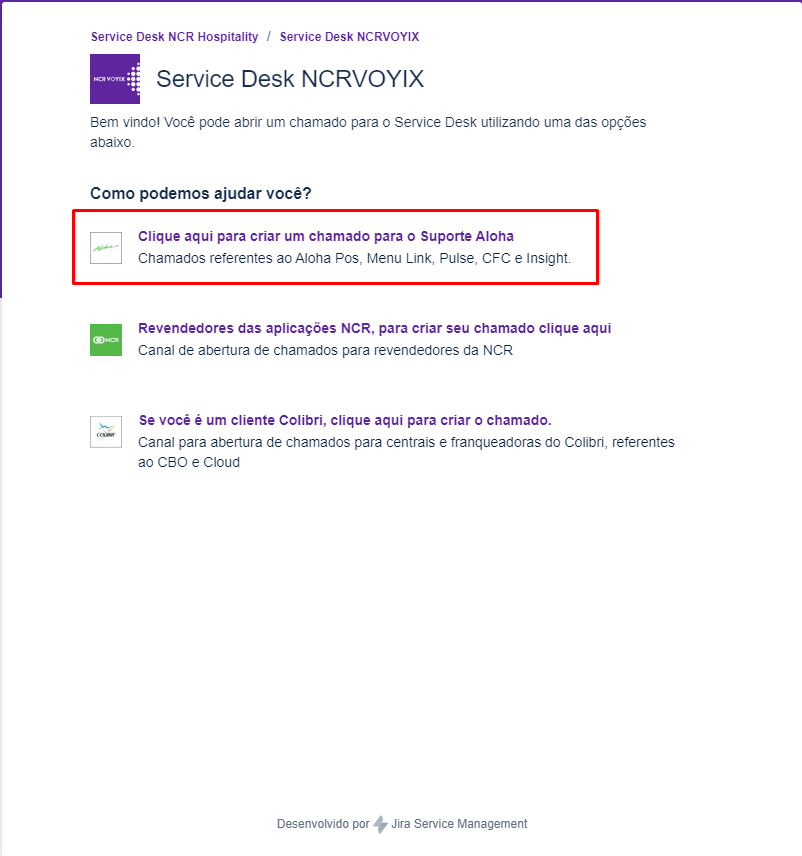 Service Desk NCR Hospitality / Service Desk NCRVOYIX
NCR VOYIX
Service Desk NCRVOYIX
Bem vindo! Você pode abrir um chamado para o Service Desk utilizando uma das opções
abaixo.
Como podemos ajudar você?
Aloha
Clique aqui para criar um chamado para o Suporte Aloha
Chamados referentes ao Aloha Pos, Menu Link, Pulse, CFC e Insight.
NCR
Revendedores das aplicações NCR, para criar seu chamado clique aqui
Canal de abertura de chamados para revendedores da NCR
COLIBRI
Se você é um cliente Colibri, clique aqui para criar o chamado.
Canal para abertura de chamados para centrais e franqueadoras do Colibri, referentes
ao CBO e Cloud
Desenvolvido por Jira Service Management